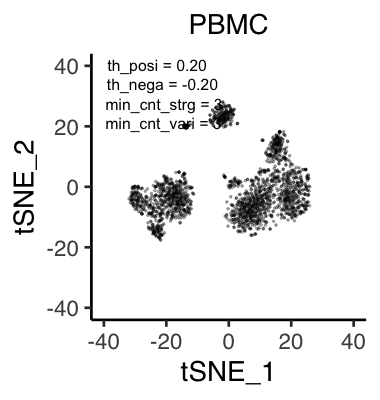 PBMC
th_posi = 0.20
th_nega = -0.20
min_cnt_strg = 3
min_cnt_vari =
tSNE_2
40
20
0
-20
-40
-40 -20 0 20 40
tSNE_1